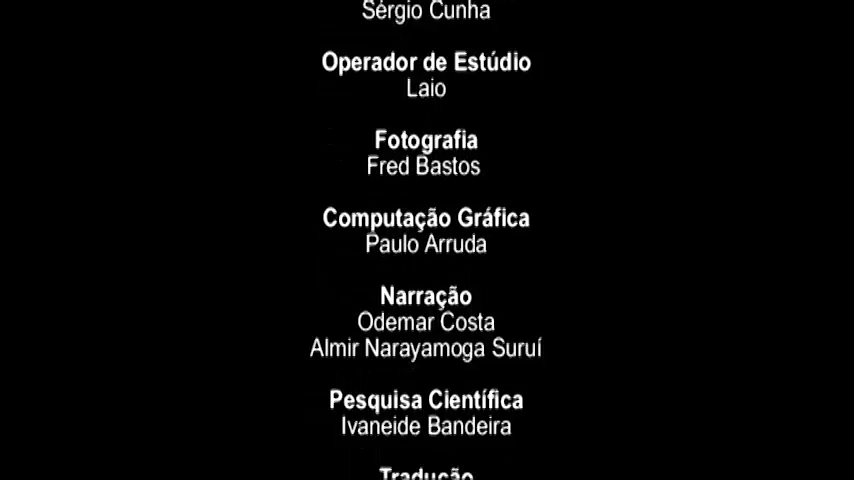 Sérgio Cunha
Operador de Estúdio
Laio
Fotografia
Fred Bastos
Computação Gráfica
Paulo Arruda
Narração
Odemar Costa
Almir Narayamoga Suruí
Pesquisa Científica
Ivaneide Bandeira
Tradução